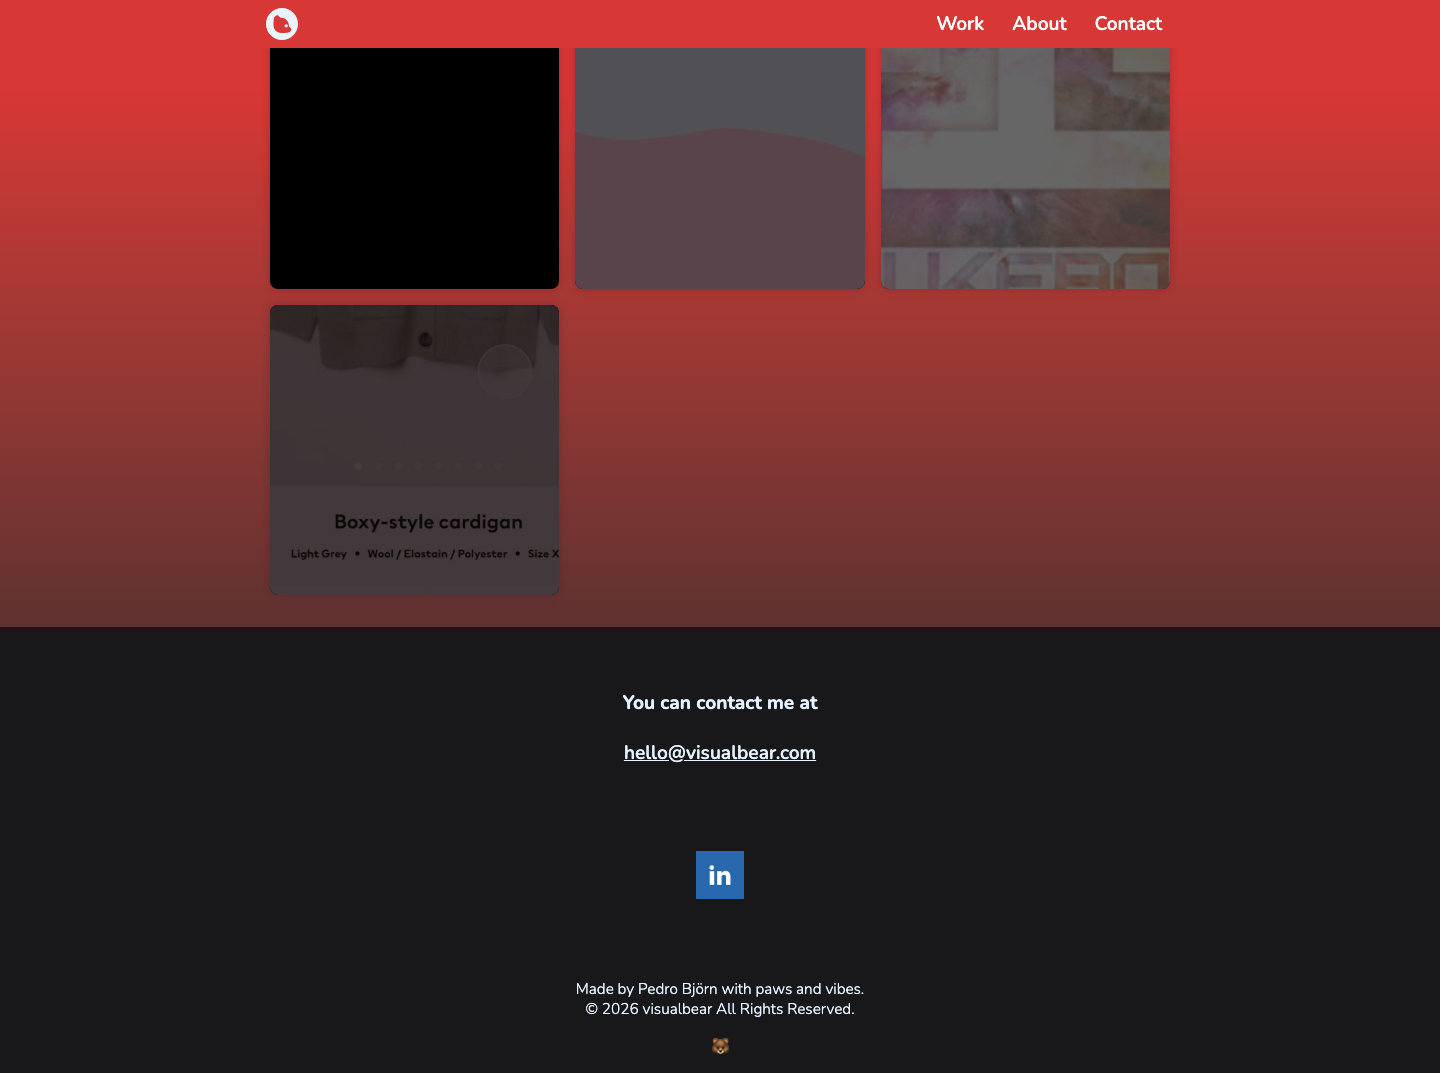 Work About Contact
Boxy-style cardigan
Light Grey • Wool / Elastain / Polyester • Size X
You can contact me at
hello@visualbear.com
in
Made by Pedro Björn with paws and vibes.
© 2026 visualbear All Rights Reserved.